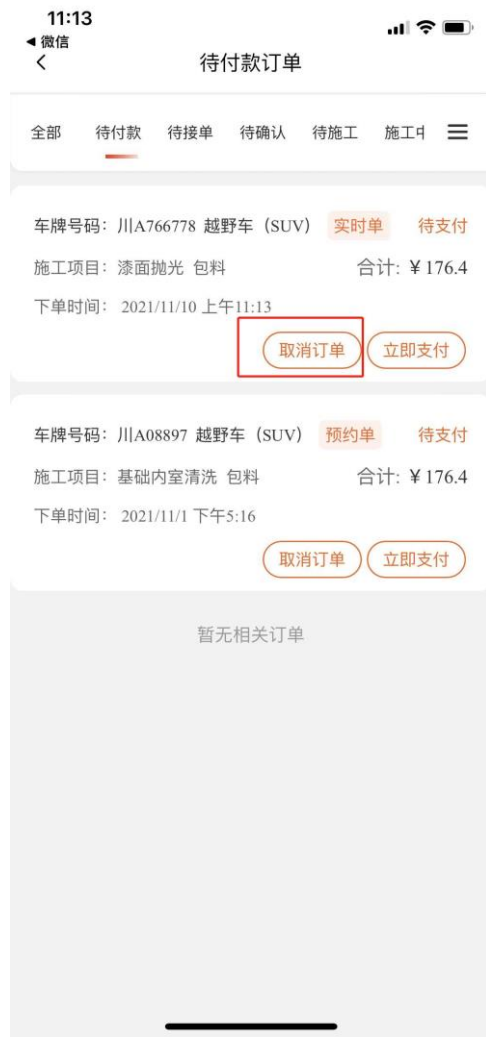 11:13
微信
待付款订单
全部 待付款 待接单 待确认 待施工 施工中
车牌号码：川A766778 越野车（SUV） 实时单 待支付
施工项目：漆面抛光 包料 合计: ¥176.4
下单时间： 2021/11/10 上午11:13
取消订单 立即支付
车牌号码：川A08897 越野车（SUV） 预约单 待支付
施工项目：基础内室清洗 包料 合计: ¥176.4
下单时间： 2021/11/1 下午5:16
取消订单 立即支付
暂无相关订单